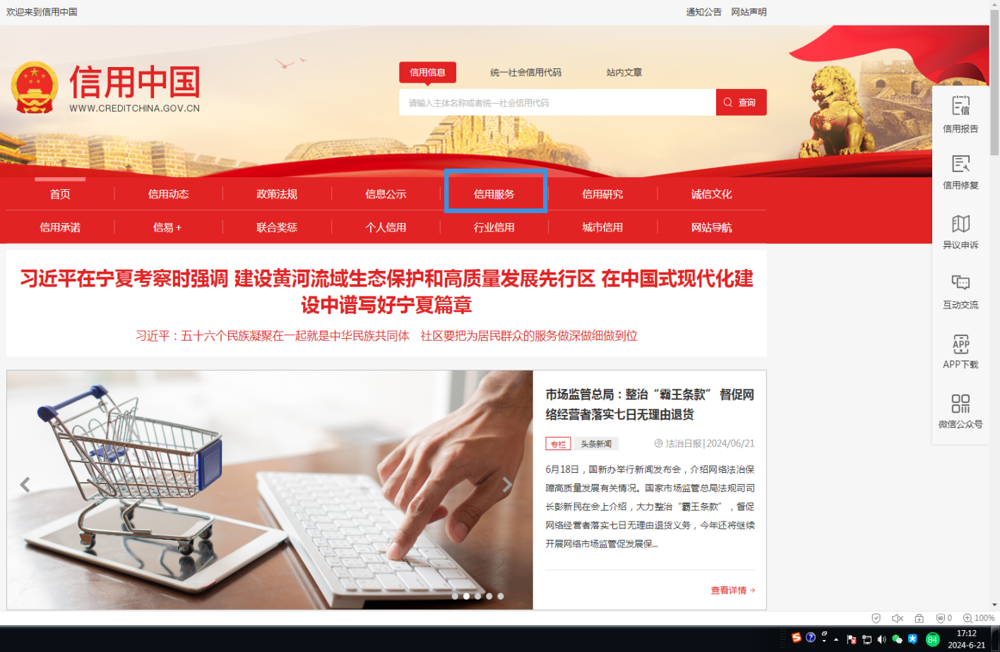 欢迎来到信用中国
通知公告 网站声明
信用中国
WWW.CREDITCHINA.GOV.CN
信用信息 统一社会信用代码 站内文章
请输入主体名称或者统一社会信用代码 查询
首页 信用动态 政策法规 信息公示 信用服务 信用研究 诚信文化
信用承诺 信易+ 联合奖惩 个人信用 行业信用 城市信用 网站导航
信
信用报告
信用修复
异议申诉
互动交流
APP
APP下载
微信公众号
习近平在宁夏考察时强调 建设黄河流域生态保护和高质量发展先行区 在中国式现代化建
设中谱写好宁夏篇章
习近平：五十六个民族凝聚在一起就是中华民族共同体 社区要把为居民群众的服务做深做细做到位
市场监管总局：整治“霸王条款” 督促网
络经营者落实七日无理由退货
专栏 头条新闻 法治日报|2024/06/21
6月18日，国新办举行新闻发布会，介绍网络法治保
障高质量发展有关情况。国家市场监管总局法规司司
长彭新民在会上介绍，大力整治“霸王条款”，督促
网络经营者落实七日无理由退货义务，今年还将继续
开展网络市场监管促发展保...
查看详情
0 100%
84
17:12
2024-6-21